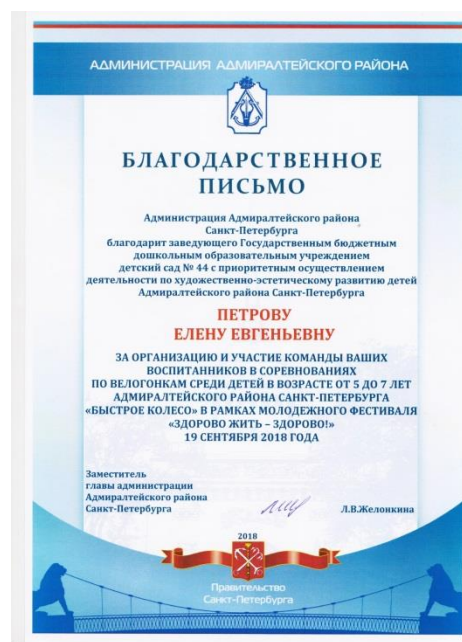 АДМИНИСТРАЦИЯ АДМИРАЛТЕЙСКОГО РАЙОНА
БЛАГОДАРСТВЕННОЕ
ПИСЬМО
Администрация Адмиралтейского района
Санкт-Петербурга
благодарит заведующего Государственным бюджетным
дошкольным образовательным учреждением
детский сад № 44 с приоритетным осуществлением
деятельности по художественно-эстетическому развитию детей
Адмиралтейского района Санкт-Петербурга
ПЕТРОВУ
ЕЛЕНУ ЕВГЕНЬЕВНУ
ЗА ОРГАНИЗАЦИЮ И УЧАСТИЕ КОМАНДЫ ВАШИХ
ВОСПИТАННИКОВ В СОРЕВНОВАНИЯХ
ПО ВЕЛОГОНКАМ СРЕДИ ДЕТЕЙ В ВОЗРАСТЕ ОТ 5 ДО 7 ЛЕТ
АДМИРАЛТЕЙСКОГО РАЙОНА САНКТ-ПЕТЕРБУРГА
«БЫСТРОЕ КОЛЕСО» В РАМКАХ МОЛОДЕЖНОГО ФЕСТИВАЛЯ
«ЗДОРОВО ЖИТЬ – ЗДОРОВО!»
19 СЕНТЯБРЯ 2018 ГОДА
Заместитель
главы администрации
Адмиралтейского района
Санкт-Петербурга Л.В.Желонкина
2018
Правительство
Санкт-Петербурга